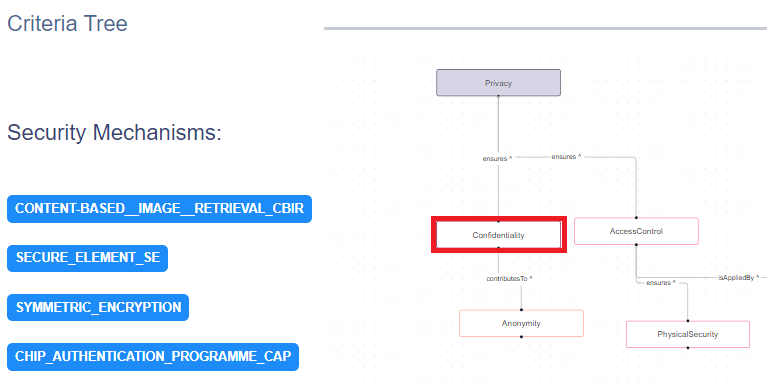 Criteria Tree
Security Mechanisms:
CONTENT-BASED__IMAGE__RETRIEVAL_CBIR
SECURE_ELEMENT_SE
SYMMETRIC_ENCRYPTION
CHIP_AUTHENTICATION_PROGRAMME_CAP
Privacy
ensures ^
ensures ^
Confidentiality
AccessControl
contributesTo ^
isAppliedBy ^
ensures ^
Anonymity
PhysicalSecurity